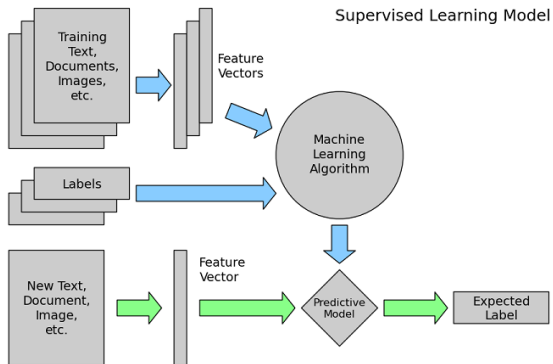 Supervised Learning Model
Training
Text,
Documents,
Images,
etc.
Feature
Vectors
Machine
Learning
Algorithm
Labels
New Text,
Document,
Image,
etc.
Feature
Vector
Predictive
Model
Expected
Label